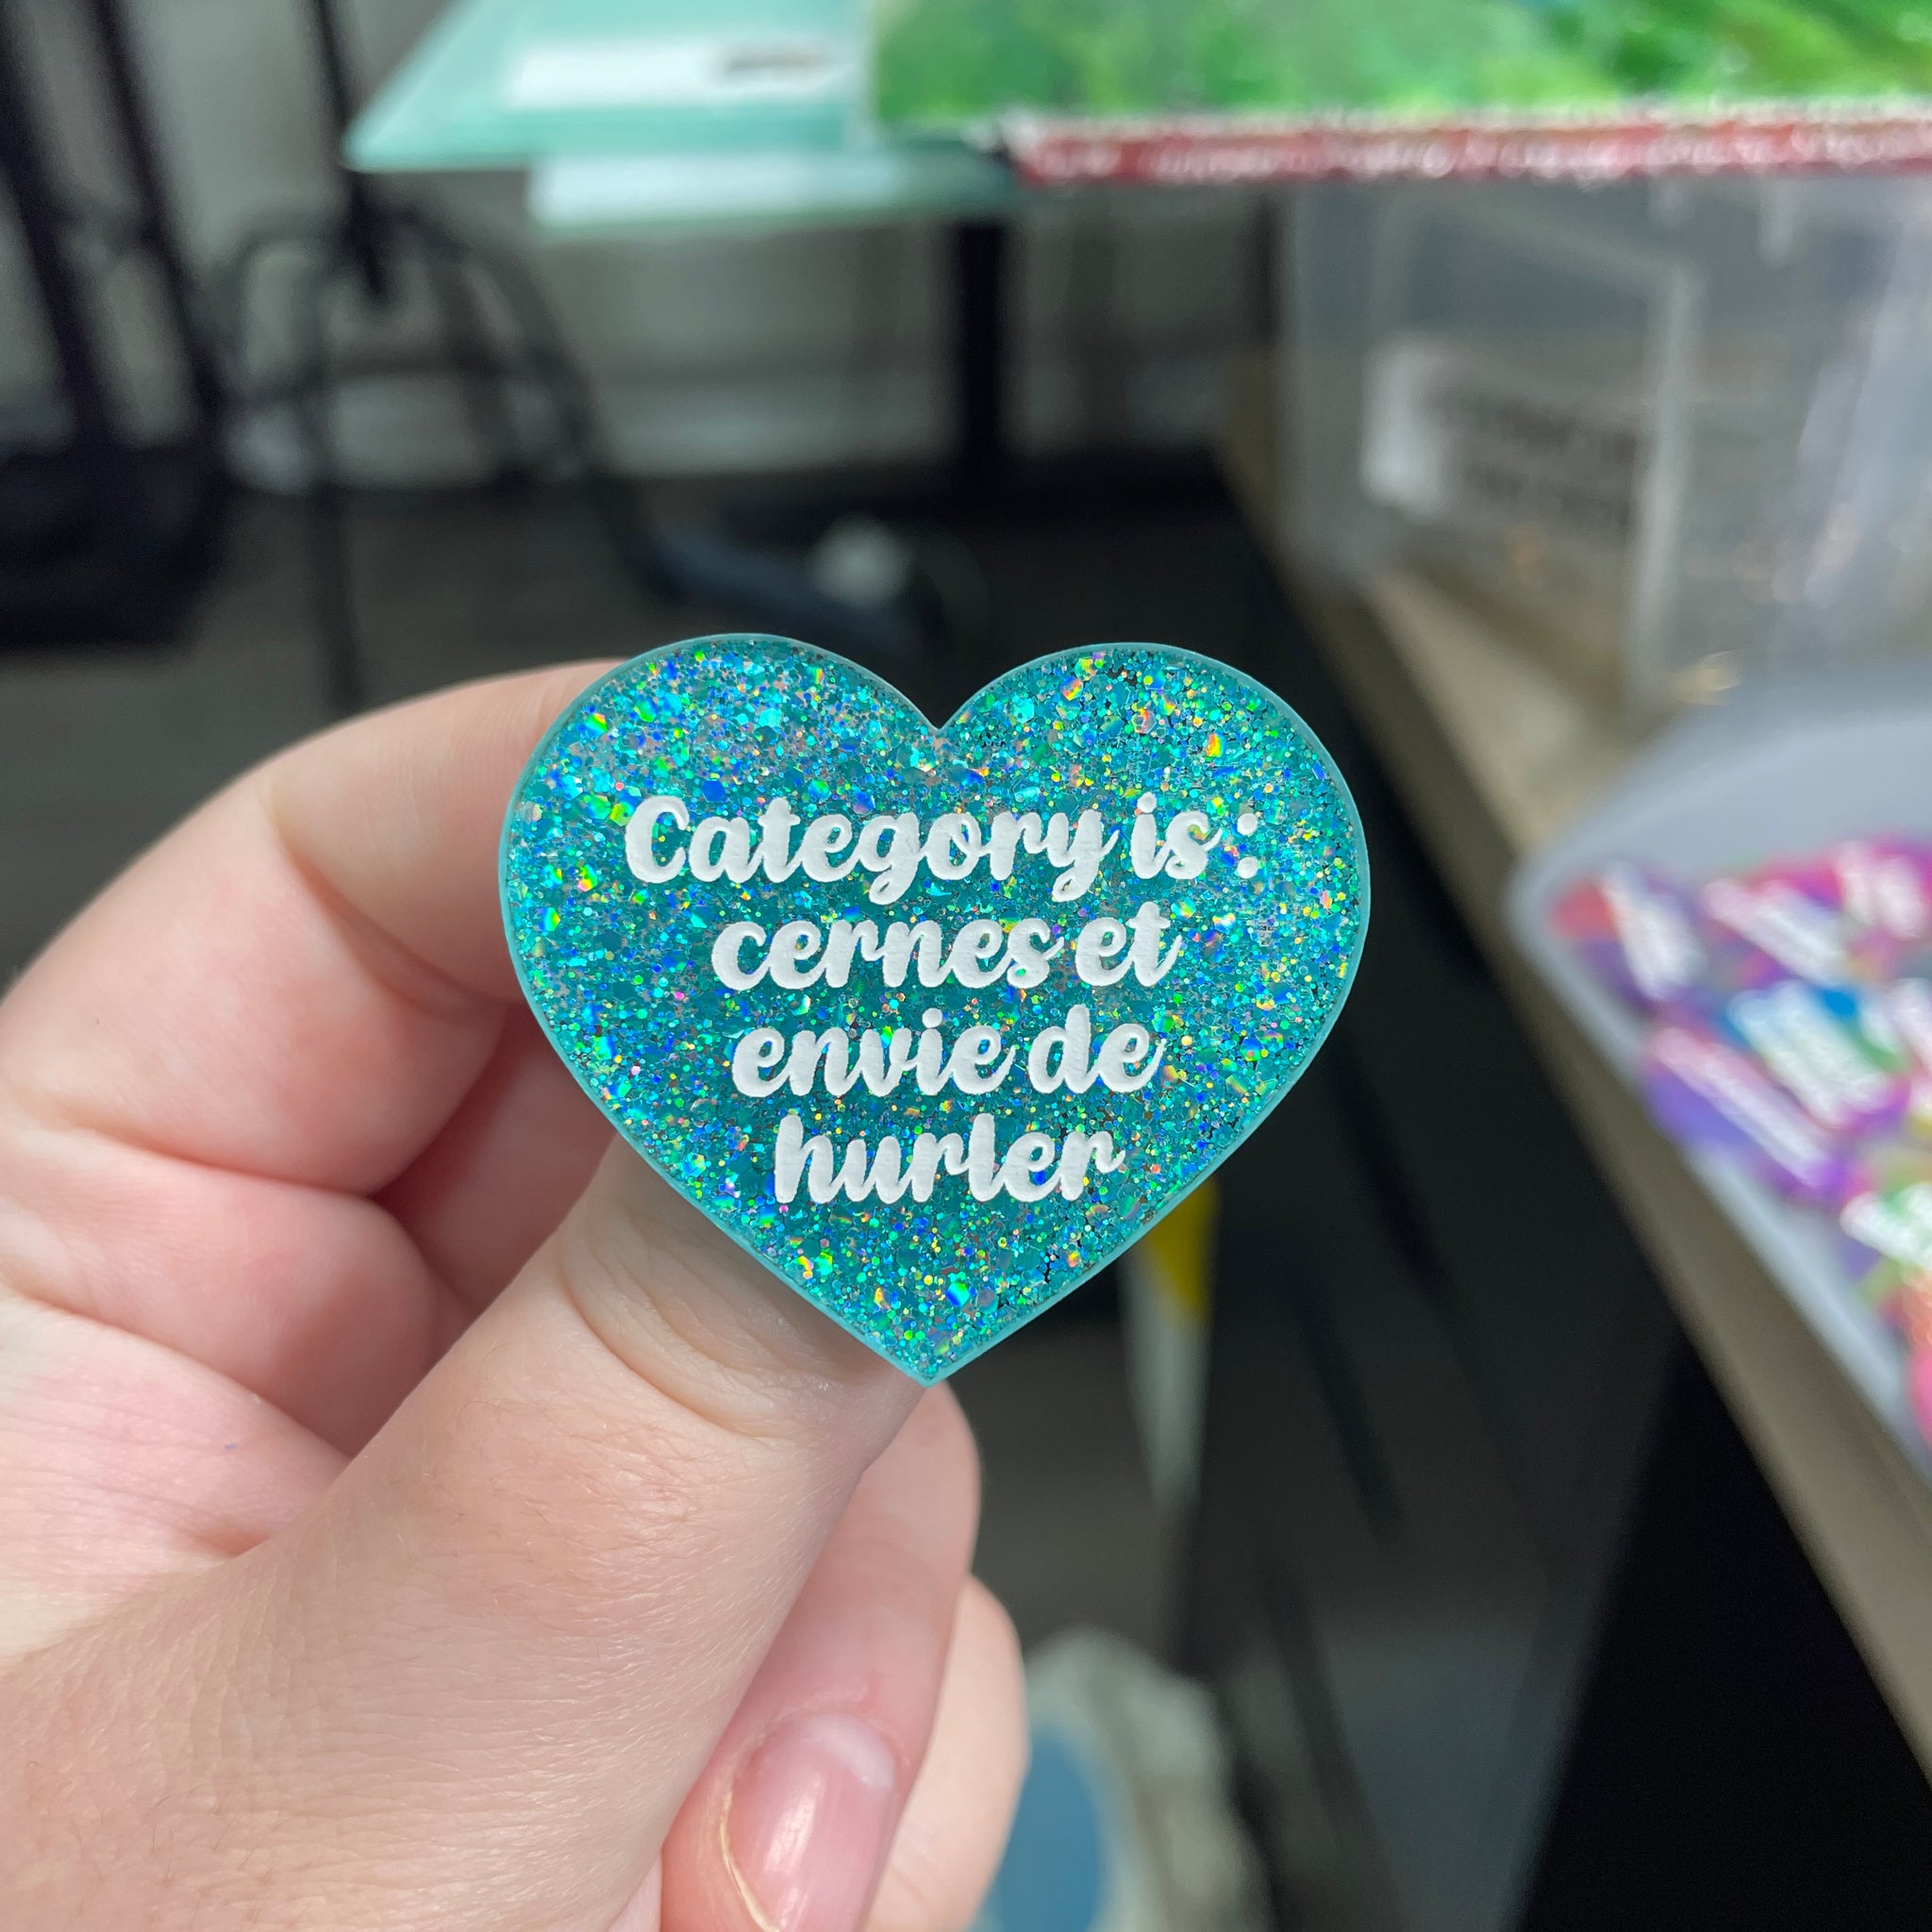 Category is :
cernes et
envie de
hurler